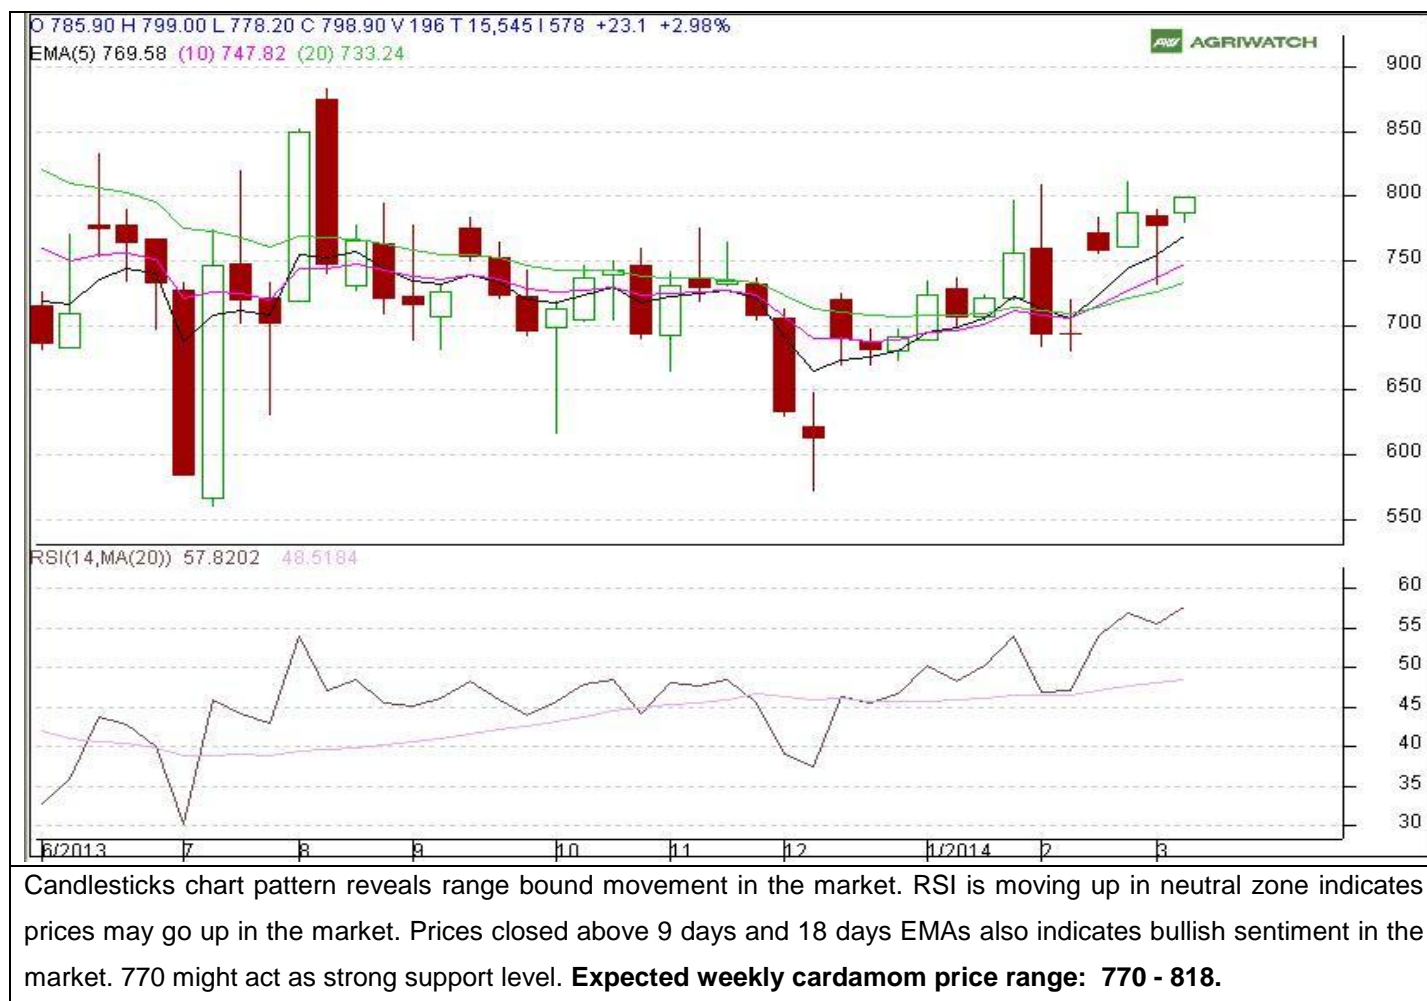 O 785.90 H 799.00 L 778.20 C 798.90 V 196 T 15,545 I 578 +23.1 +2.98%
EMA(5) 769.58 (10) 747.82 (20) 733.24
AW AGRIWATCH
900
850
800
750
700
650
600
550
RSI(14,MA(20)) 57.8202 48.5184
60
55
50
45
40
35
30
6/2013 7 8 9 10 11 12 1/2014 2 3
Candlesticks chart pattern reveals range bound movement in the market. RSI is moving up in neutral zone indicates
prices may go up in the market. Prices closed above 9 days and 18 days EMAs also indicates bullish sentiment in the
market. 770 might act as strong support level. Expected weekly cardamom price range: 770 - 818.